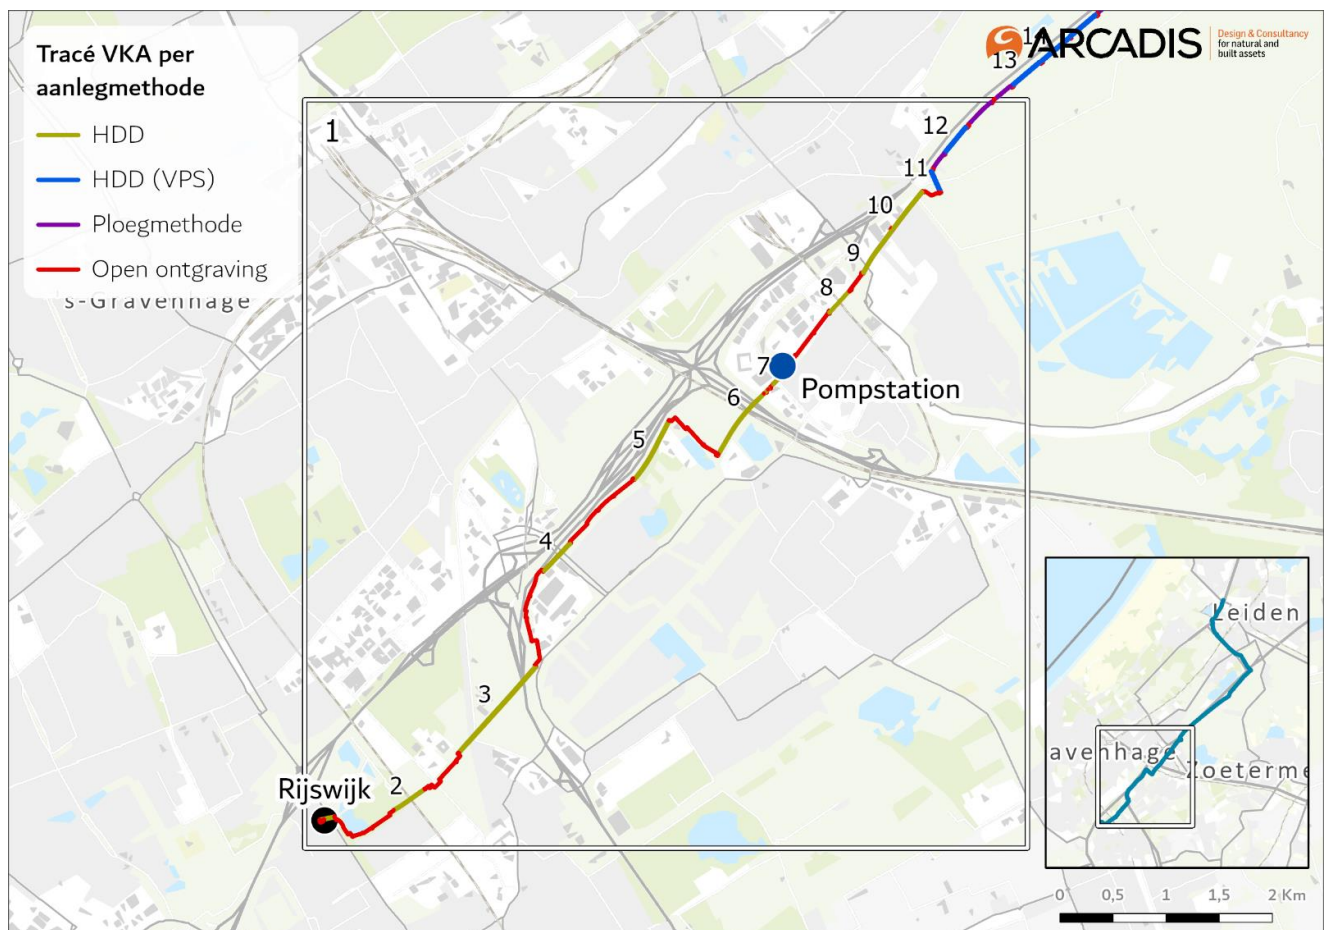 Tracé VKA per
aanlegmethode
HDD
HDD (VPS)
Ploegmethode
Open ontgraving
's-Gravenhage
1
14
ARCADIS
Design & Consultancy
for natural and
built assets
13
12
11
10
9
8
7
Pompstation
6
5
4
3
2
Rijswijk
Leiden
avenhage
Zoeterme
0 0,5 1 1,5 2 Km